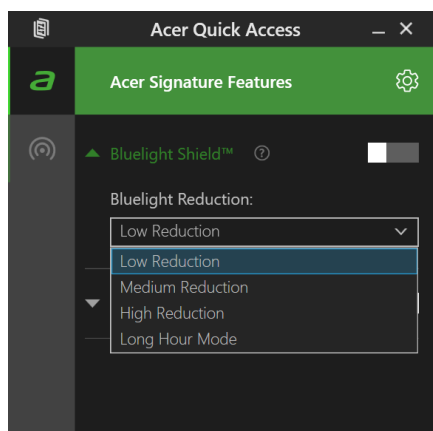 Acer Quick Access
a
Acer Signature Features
Bluelight Shield™
Bluelight Reduction:
Low Reduction
Low Reduction
Medium Reduction
High Reduction
Long Hour Mode